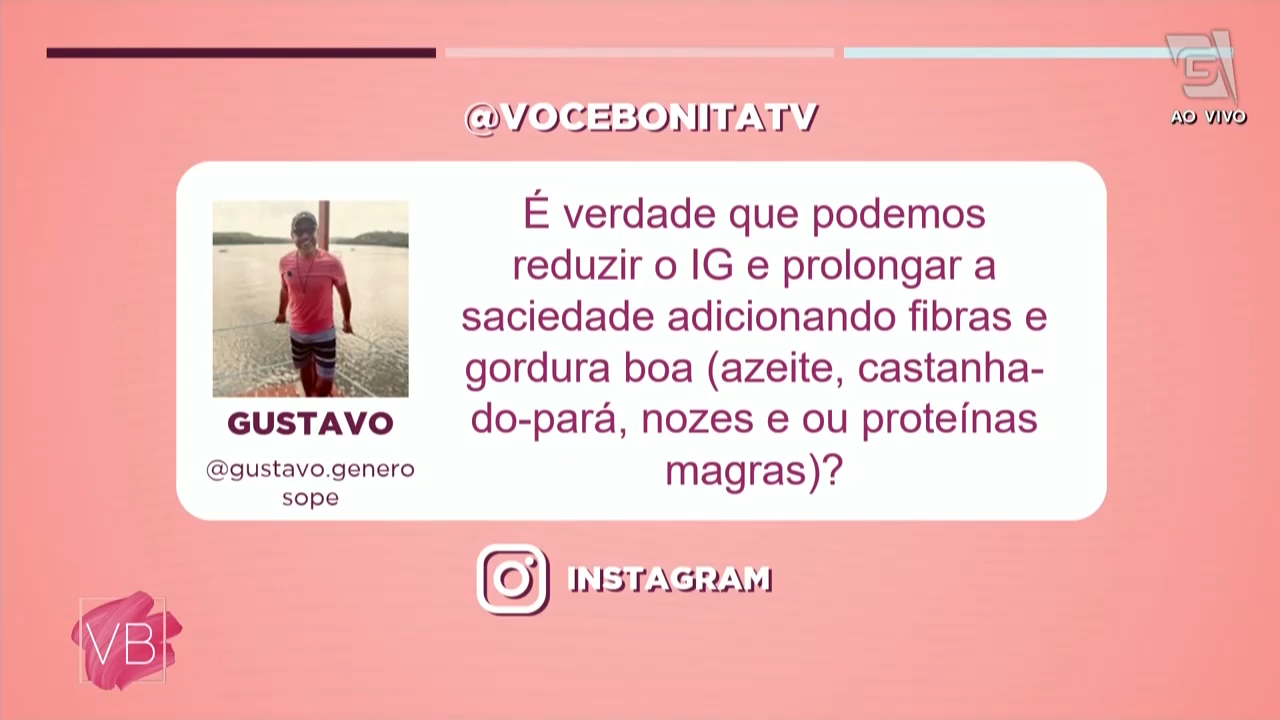 @VOCEBONITATV
AO VIVO
É verdade que podemos
reduzir o IG e prolongar a
saciedade adicionando fibras e
gordura boa (azeite, castanha-
do-pará, nozes e ou proteínas
magras)?
GUSTAVO
@gustavo.genero
sope
INSTAGRAM
VB